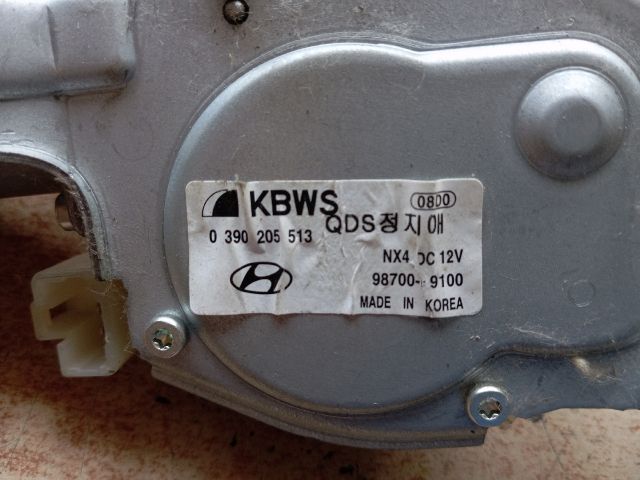 KBWS 0800
QDS정지애
0 390 205 513
NX4 DC 12V
98700- 9100
MADE IN KOREA